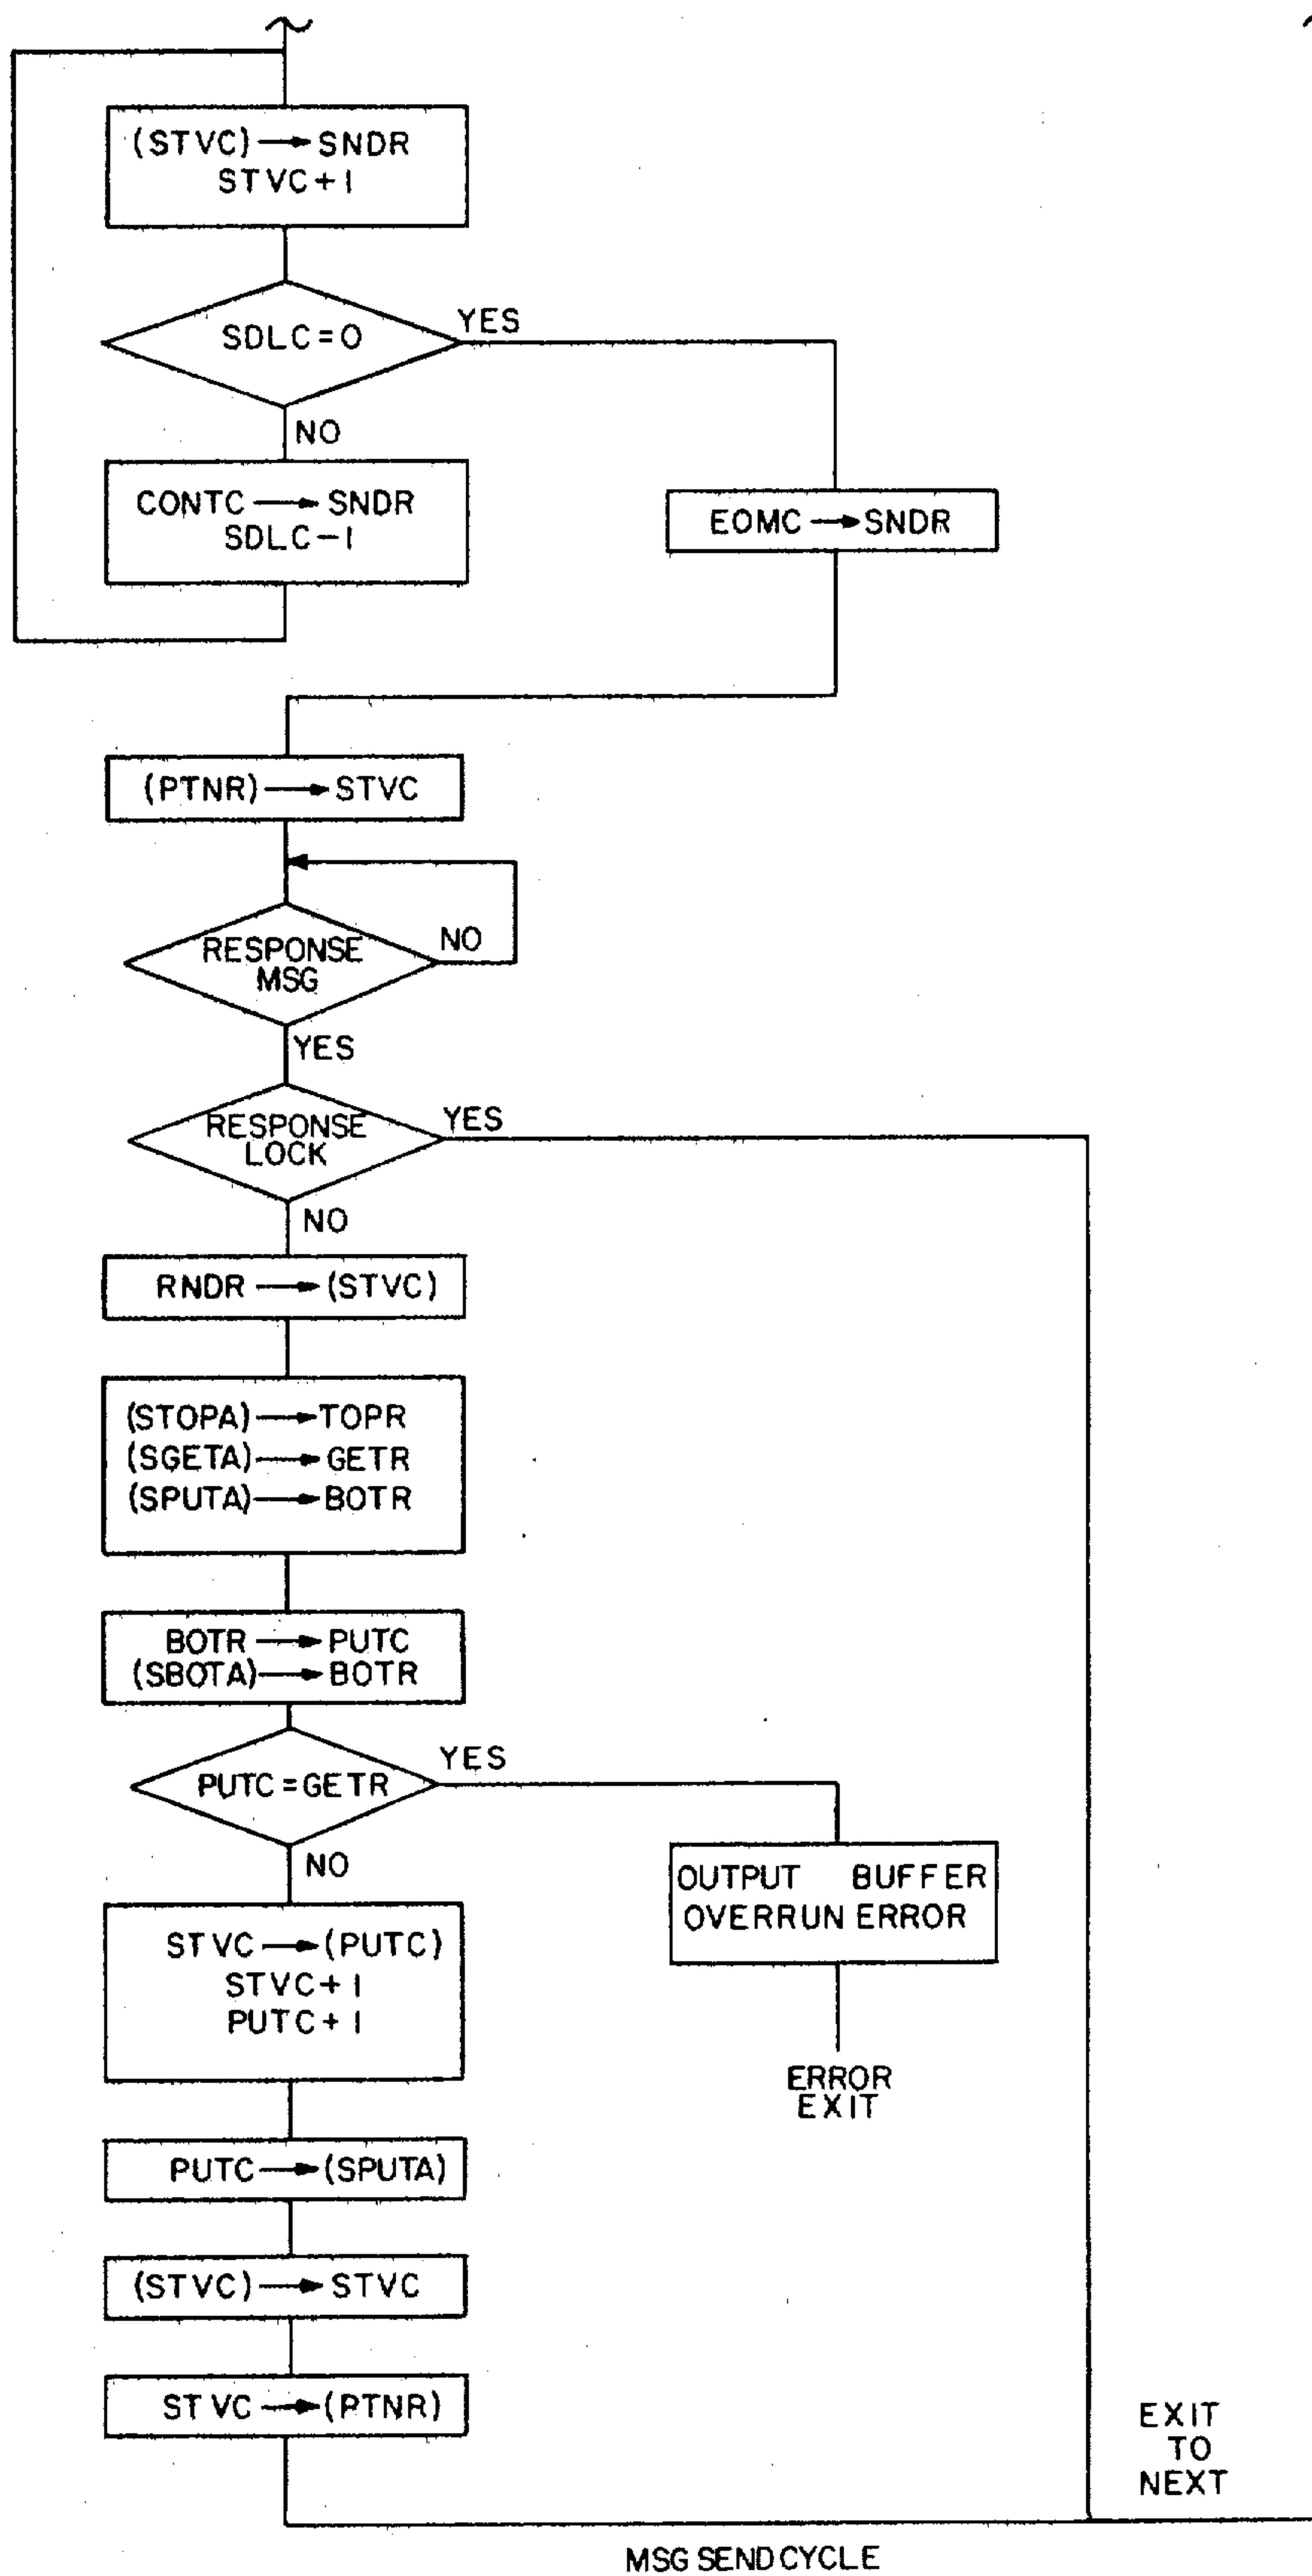 (STVC) → SNDR
STVC+1
SDLC=0
YES
NO
CONTC → SNDR
SDLC-1
EOMC → SNDR
(PTNR) → STVC
RESPONSE
MSG
NO
YES
RESPONSE
LOCK
YES
NO
RNDR → (STVC)
(STOPA) → TOPR
(SGETA) → GETR
(SPUTA) → BOTR
BOTR → PUTC
(SBOTA) → BOTR
PUTC=GETR
YES
NO
OUTPUT BUFFER
OVERRUN ERROR
STVC → (PUTC)
STVC+1
PUTC+1
ERROR
EXIT
PUTC → (SPUTA)
(STVC) → STVC
STVC → (PTNR)
EXIT
TO
NEXT
MSG SEND CYCLE